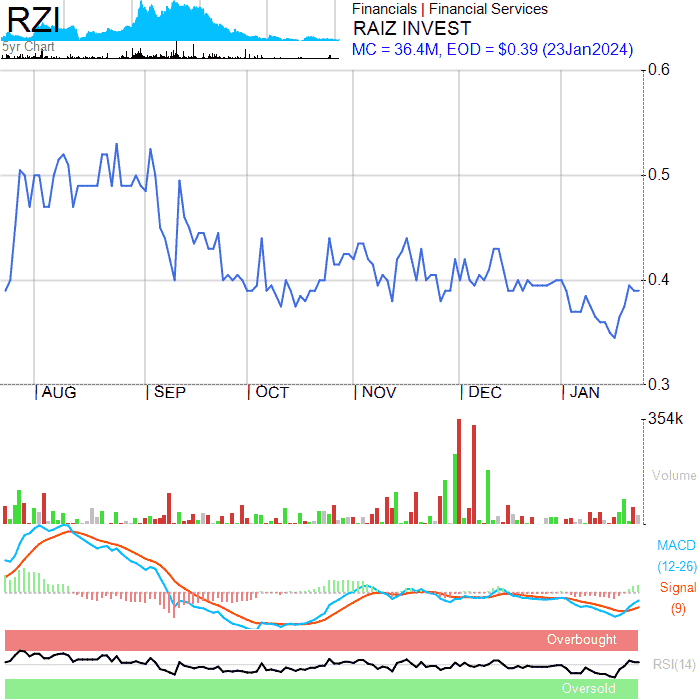 RZI
Financials | Financial Services
RAIZ INVEST
MC = 36.4M, EOD = $0.39 (23Jan2024)
5yr Chart
0.6
0.5
0.4
0.3
AUG
SEP
OCT
NOV
DEC
JAN
354k
Volume
MACD
(12-26)
Signal
(9)
Overbought
RSI(14)
Oversold